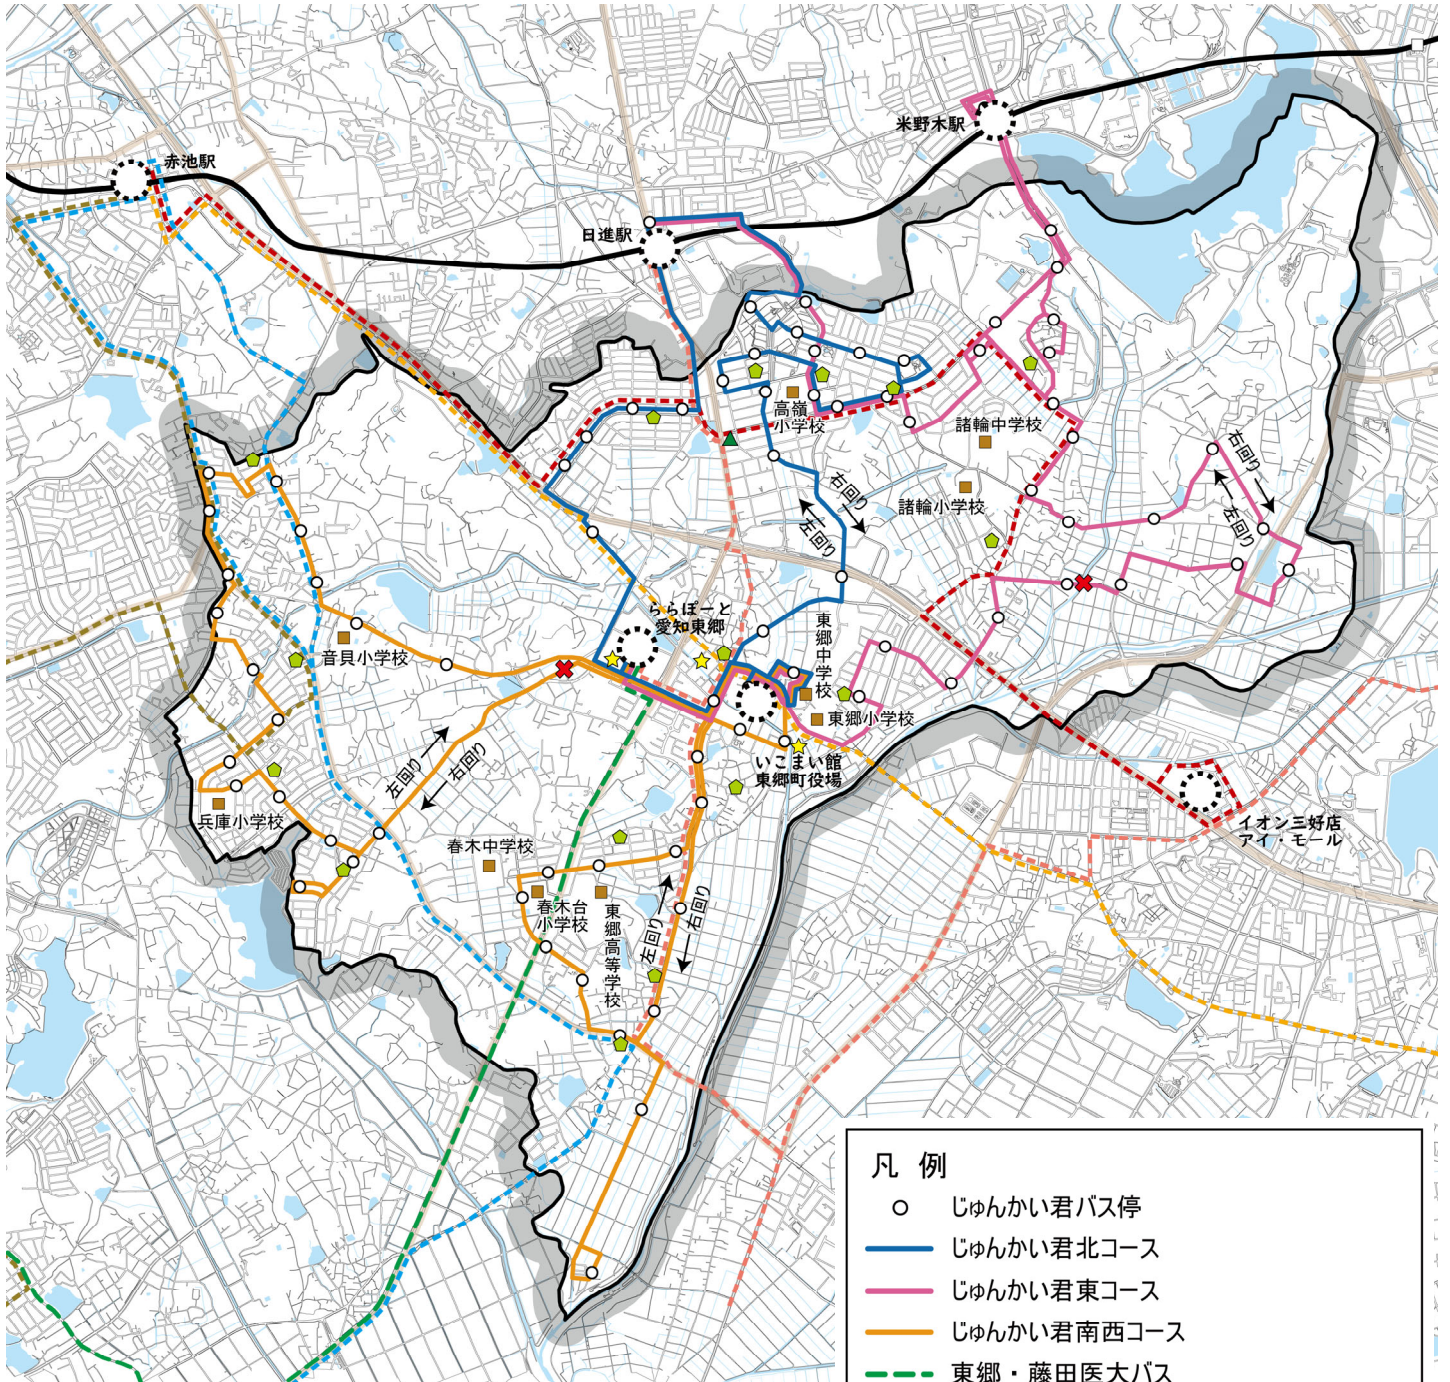 米野木駅
赤池駅
日進駅
高嶺
小学校
諸輪中学校
右回り
左回り
諸輪小学校
右回り
左回り
ららぽーと
愛知東郷
東郷中学校
音貝小学校
東郷小学校
いこまい館
東郷町役場
左回り
右回り
兵庫小学校
イオン三好店
アイ・モール
春木中学校
春木台
小学校
東郷高等学校
左回り
右回り
凡 例
じゅんかい君バス停
じゅんかい君北コース
じゅんかい君東コース
じゅんかい君南西コース
東郷・藤田医大バス